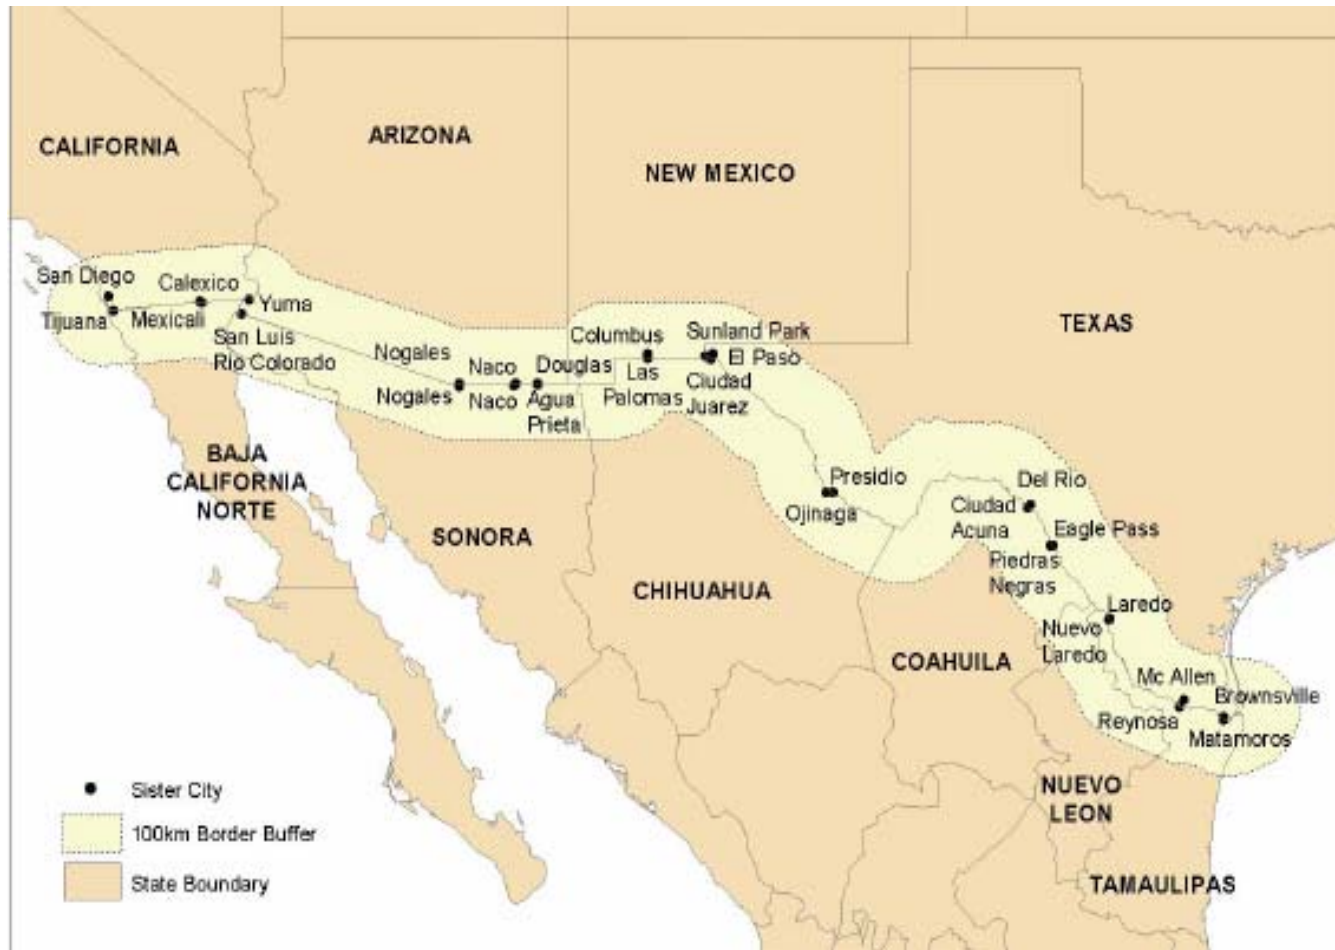 CALIFORNIA
ARIZONA
NEW MEXICO
TEXAS
San Diego
Tijuana
Calexico
Mexicali
Yuma
San Luis
Rio Colorado
Nogales
Nogales
Naco
Naco
Douglas
Agua
Prieta
Columbus
Las
Palomas
Sunland Park
El Paso
Ciudad
Juarez
Presidio
Ojinaga
Del Rio
Ciudad
Acuna
Eagle Pass
Piedras
Negras
Laredo
Nuevo
Laredo
Mc Allen
Reynosa
Brownsville
Matamoros
BAJA
CALIFORNIA
NORTE
SONORA
CHIHUAHUA
COAHUILA
NUEVO
LEON
TAMAULIPAS
Sister City
100km Border Buffer
State Boundary